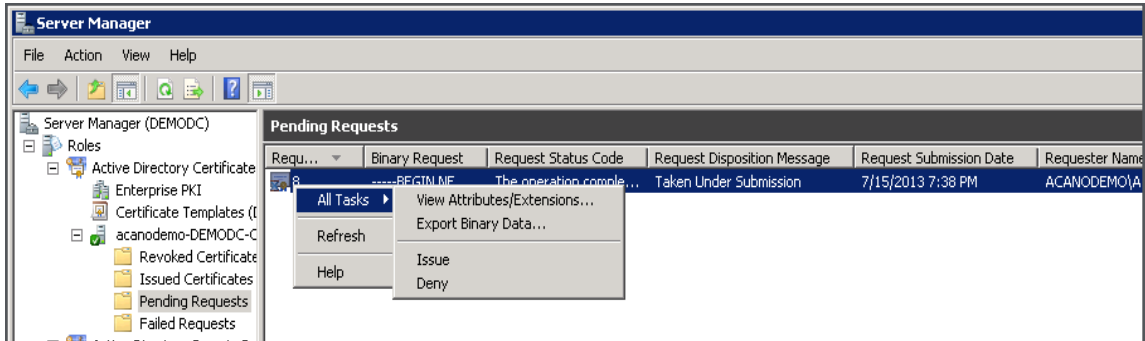 Server Manager
File Action View Help
Server Manager (DEMODC)
Roles
Active Directory Certificate
Enterprise PKI
Certificate Templates (
acanodemo-DEMODC-C
Revoked Certificate
Issued Certificates
Pending Requests
Failed Requests
Pending Requests
Requ... Binary Request Request Status Code Request Disposition Message Request Submission Date Requester Name
8 -----BEGIN NE... The operation comple... Taken Under Submission 7/15/2013 7:38 PM ACANODEMO\A
All Tasks
Refresh
Help
View Attributes/Extensions...
Export Binary Data...
Issue
Deny